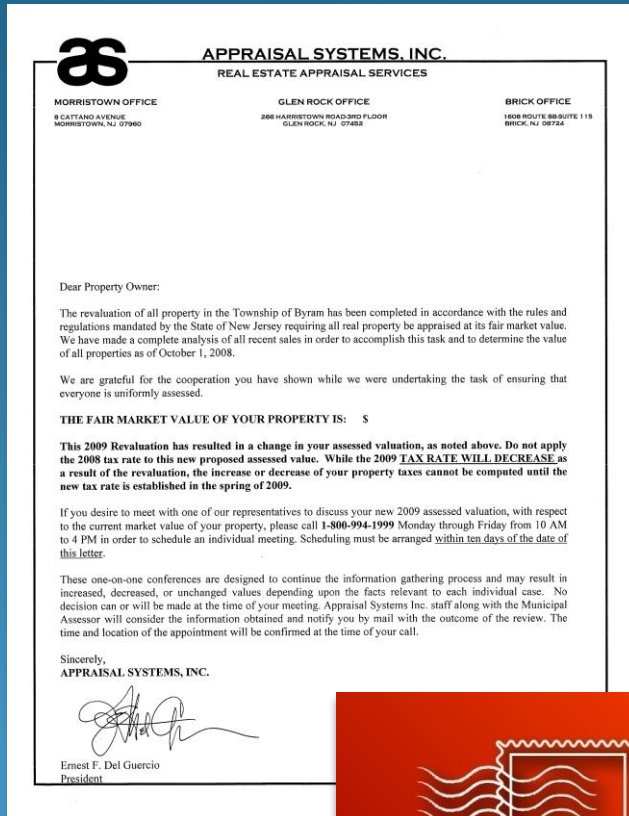 as
APPRAISAL SYSTEMS, INC.
REAL ESTATE APPRAISAL SERVICES
MORRISTOWN OFFICE
8 CATTANO AVENUE
MORRISTOWN, NJ 07960
GLEN ROCK OFFICE
266 HARRISTOWN ROAD-3RD FLOOR
GLEN ROCK, NJ 07452
BRICK OFFICE
1608 ROUTE 88-SUITE 115
BRICK, NJ 08724
Dear Property Owner:
The revaluation of all property in the Township of Byram has been completed in accordance with the rules and
regulations mandated by the State of New Jersey requiring all real property be appraised at its fair market value.
We have made a complete analysis of all recent sales in order to accomplish this task and to determine the value
of all properties as of October 1, 2008.
We are grateful for the cooperation you have shown while we were undertaking the task of ensuring that
everyone is uniformly assessed.
THE FAIR MARKET VALUE OF YOUR PROPERTY IS: $
This 2009 Revaluation has resulted in a change in your assessed valuation, as noted above. Do not apply
the 2008 tax rate to this new proposed assessed value. While the 2009 TAX RATE WILL DECREASE as
a result of the revaluation, the increase or decrease of your property taxes cannot be computed until the
new tax rate is established in the spring of 2009.
If you desire to meet with one of our representatives to discuss your new 2009 assessed valuation, with respect
to the current market value of your property, please call 1-800-994-1999 Monday through Friday from 10 AM
to 4 PM in order to schedule an individual meeting. Scheduling must be arranged within ten days of the date of
this letter.
These one-on-one conferences are designed to continue the information gathering process and may result in
increased, decreased, or unchanged values depending upon the facts relevant to each individual case. No
decision can or will be made at the time of your meeting. Appraisal Systems Inc. staff along with the Municipal
Assessor will consider the information obtained and notify you by mail with the outcome of the review. The
time and location of the appointment will be confirmed at the time of your call.
Sincerely,
APPRAISAL SYSTEMS, INC.
Ernest F. Del Guercio
President